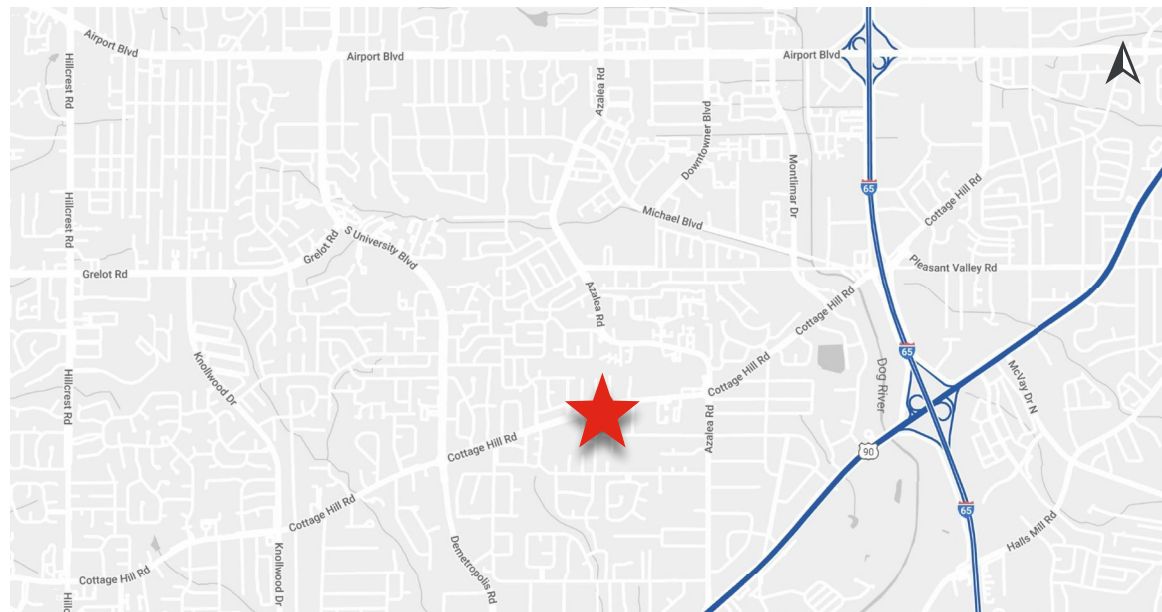 Airport Blvd
Airport Blvd
Airport Blvd
Hillcrest Rd
Azalea Rd
Downtowner Blvd
Montlimar Dr
65
Cottage Hill Rd
Hillcrest Rd
Michael Blvd
S University Blvd
Grelot Rd
Grelot Rd
Pleasant Valley Rd
Azalea Rd
Cottage Hill Rd
65
Knollwood Dr
Cottage Hill Rd
Dog River
McVay Dr N
Hillcrest Rd
Azalea Rd
Cottage Hill Rd
90
65
Cottage Hill Rd
Halls Mill Rd
Knollwood Dr
Demetropolis Rd
Cottage Hill Rd
Hillc